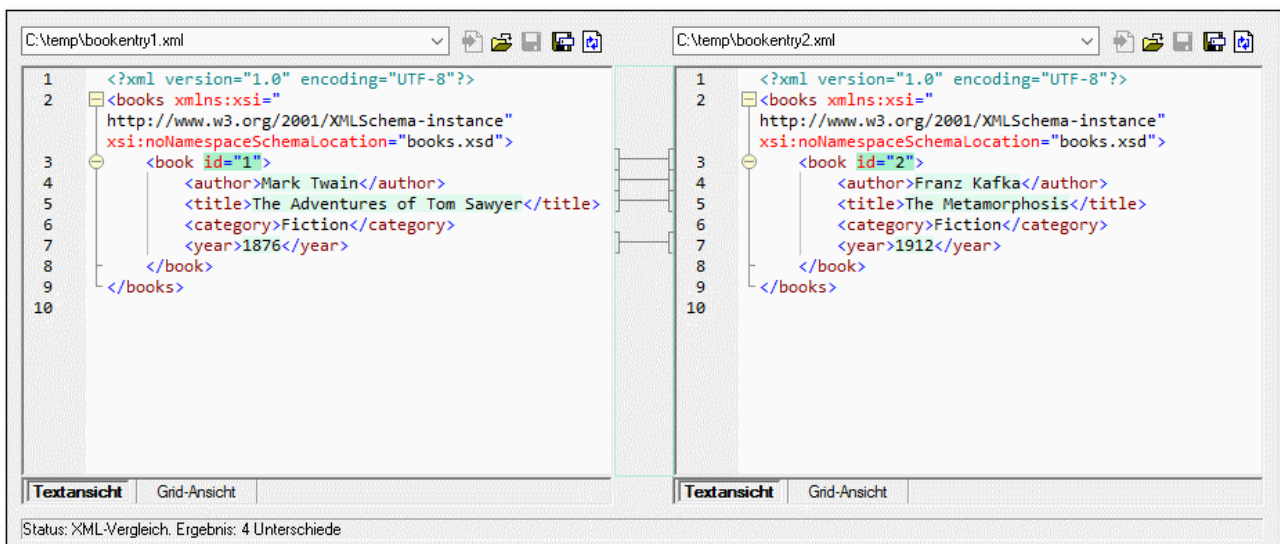 C:\temp\bookentry1.xml
1 <?xml version="1.0" encoding="UTF-8"?>
2 <books xmlns:xsi="
http://www.w3.org/2001/XMLSchema-instance"
xsi:noNamespaceSchemaLocation="books.xsd">
3 <book id="1">
4 <author>Mark Twain</author>
5 <title>The Adventures of Tom Sawyer</title>
6 <category>Fiction</category>
7 <year>1876</year>
8 </book>
9 </books>
10
Textansicht Grid-Ansicht
C:\temp\bookentry2.xml
1 <?xml version="1.0" encoding="UTF-8"?>
2 <books xmlns:xsi="
http://www.w3.org/2001/XMLSchema-instance"
xsi:noNamespaceSchemaLocation="books.xsd">
3 <book id="2">
4 <author>Franz Kafka</author>
5 <title>The Metamorphosis</title>
6 <category>Fiction</category>
7 <year>1912</year>
8 </book>
9 </books>
10
Textansicht Grid-Ansicht
Status: XML-Vergleich. Ergebnis: 4 Unterschiede